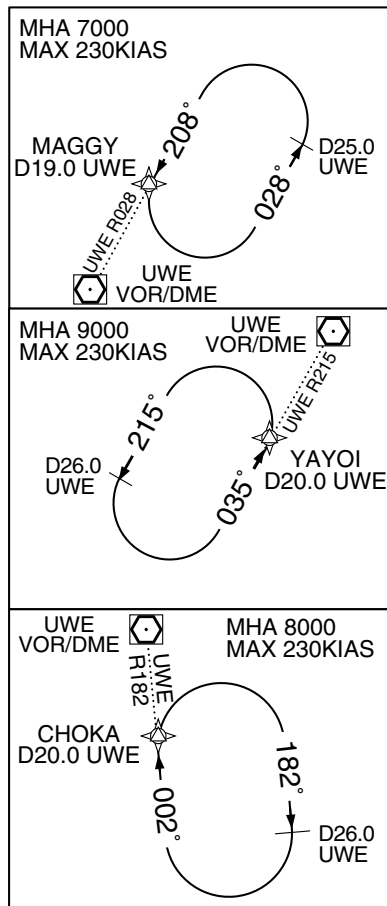 MHA 7000
MAX 230KIAS
208°
MAGGY
D19.0 UWE
D25.0
UWE
028°
UWE R028
UWE
VOR/DME
MHA 9000
MAX 230KIAS
UWE
VOR/DME
UWE R215
215°
D26.0
UWE
035°
YAYOI
D20.0 UWE
UWE
VOR/DME
MHA 8000
MAX 230KIAS
UWE
R182
CHOKA
D20.0 UWE
182°
002°
D26.0
UWE